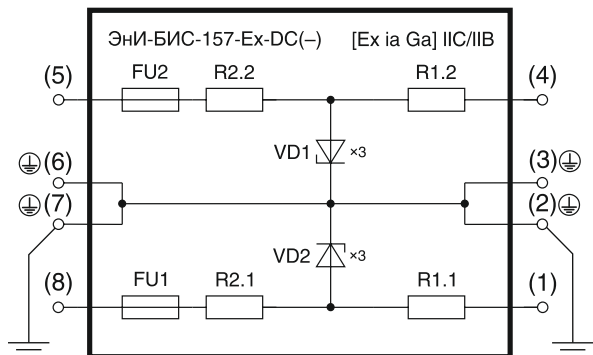 ЭнИ-БИС-157-Ex-DC(–) [Ex ia Ga] IIC/IIB
(5) FU2 R2.2 R1.2 (4)
VD1 ×3
(6) (3)
(7) (2)
VD2 ×3
(8) FU1 R2.1 R1.1 (1)